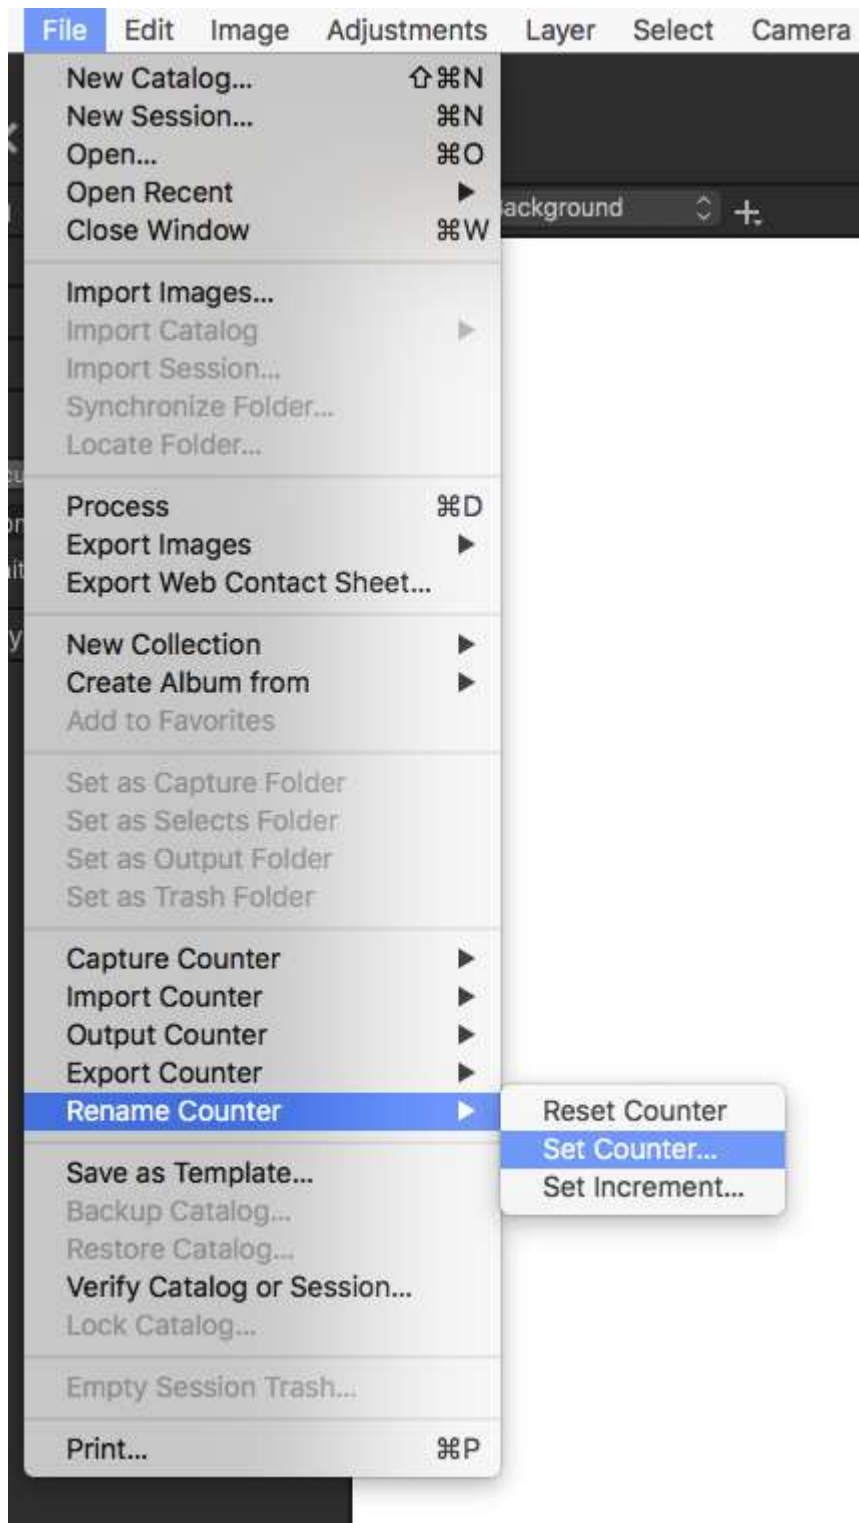 File Edit Image Adjustments Layer Select Camera
New Catalog... ⇧⌘N
New Session... ⌘N
Open... ⌘O
Open Recent ▶
Close Window ⌘W
Import Images...
Import Catalog ▶
Import Session...
Synchronize Folder...
Locate Folder...
Process ⌘D
Export Images ▶
Export Web Contact Sheet...
New Collection ▶
Create Album from ▶
Add to Favorites
Set as Capture Folder
Set as Selects Folder
Set as Output Folder
Set as Trash Folder
Capture Counter ▶
Import Counter ▶
Output Counter ▶
Export Counter ▶
Rename Counter ▶
Reset Counter
Set Counter...
Set Increment...
Save as Template...
Backup Catalog...
Restore Catalog...
Verify Catalog or Session...
Lock Catalog...
Empty Session Trash...
Print... ⌘P